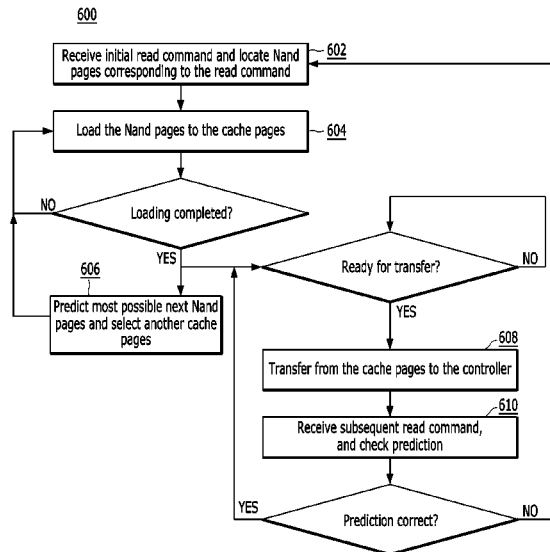 600
602
Receive initial read command and locate Nand
pages corresponding to the read command
Load the Nand pages to the cache pages
604
NO
Loading completed?
YES
606
Predict most possible next Nand
pages and select another cache
pages
Ready for transfer?
NO
YES
608
Transfer from the cache pages to the controller
610
Receive subsequent read command,
and check prediction
YES
Prediction correct?
NO